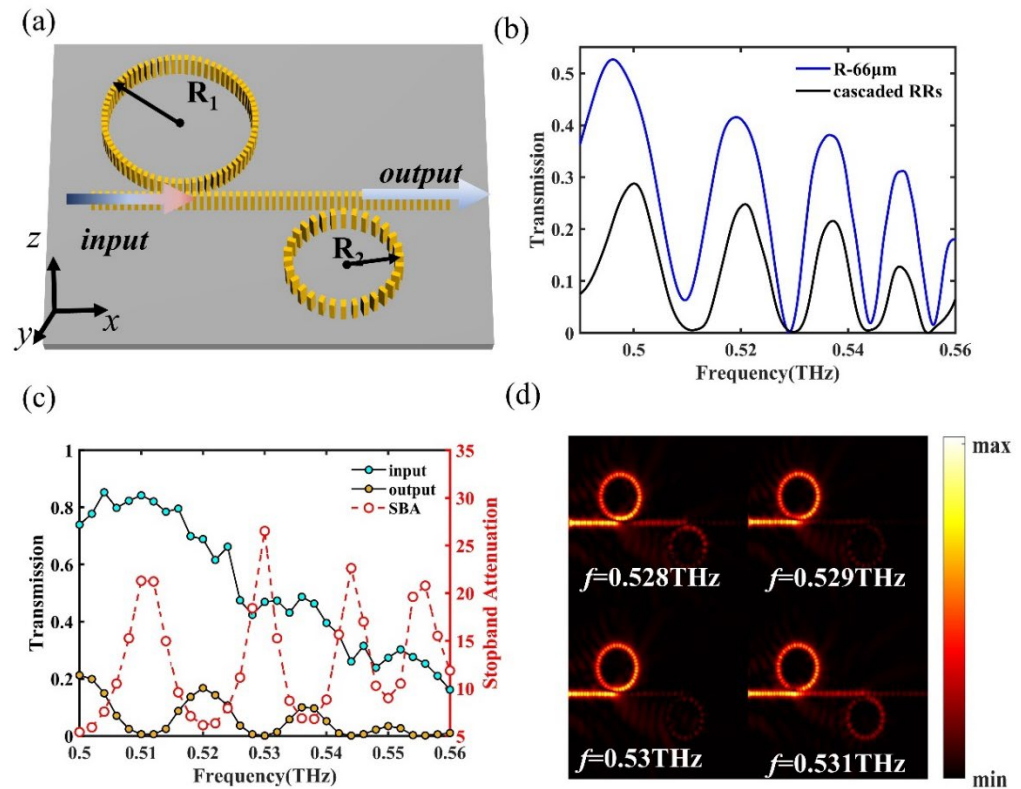 (a)
R₁
output
input
R₂
z
y
x
(b)
R-66μm
cascaded RRs
Transmission
0.5
0.4
0.3
0.2
0.1
0
0.5
0.52
0.54
0.56
Frequency(THz)
(c)
input
output
SBA
Transmission
1
0.8
0.6
0.4
0.2
0
0.5
0.51
0.52
0.53
0.54
0.55
0.56
Frequency(THz)
35
30
25
20
15
10
5
Stopband Attenuation
(d)
f=0.528THz
f=0.529THz
f=0.53THz
f=0.531THz
max
min